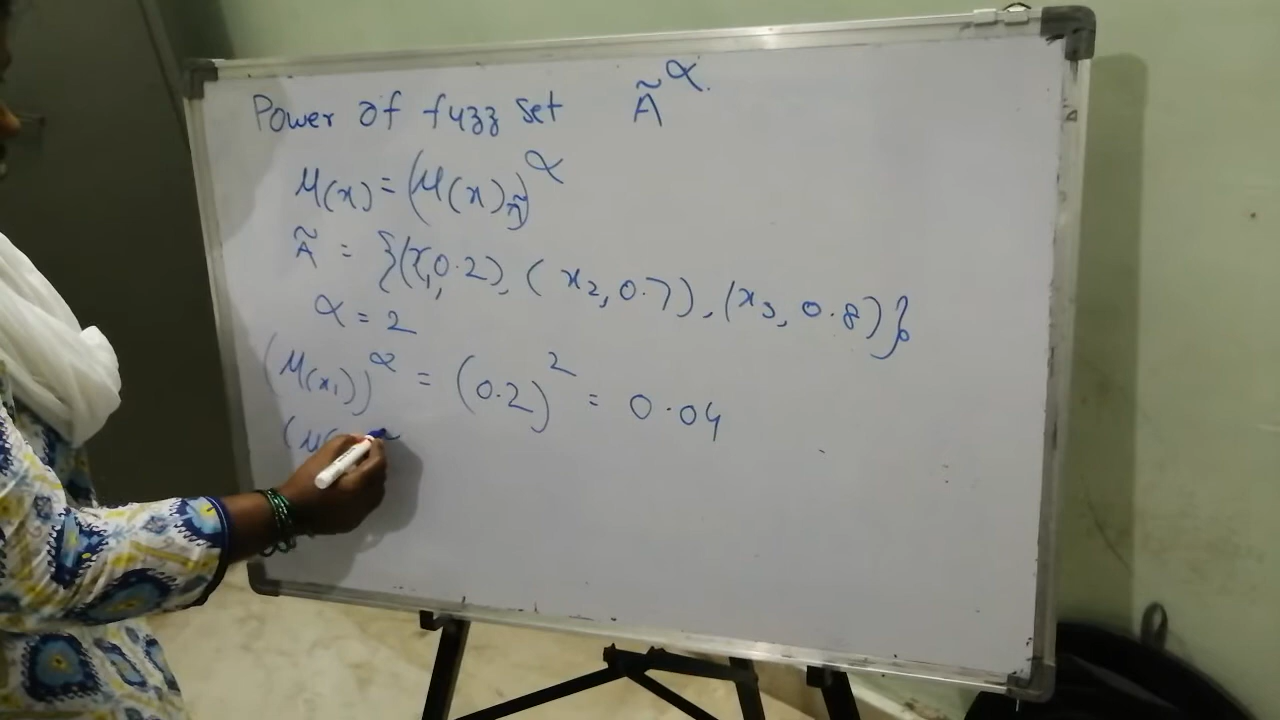 Power of fuzz set Ã^α.
μ(x) = (μ(x)Ã)^α
Ã = {(x1, 0.2), (x2, 0.7), (x3, 0.8)}
α = 2
(μ(x1))^α = (0.2)^2 = 0.04
(μ(